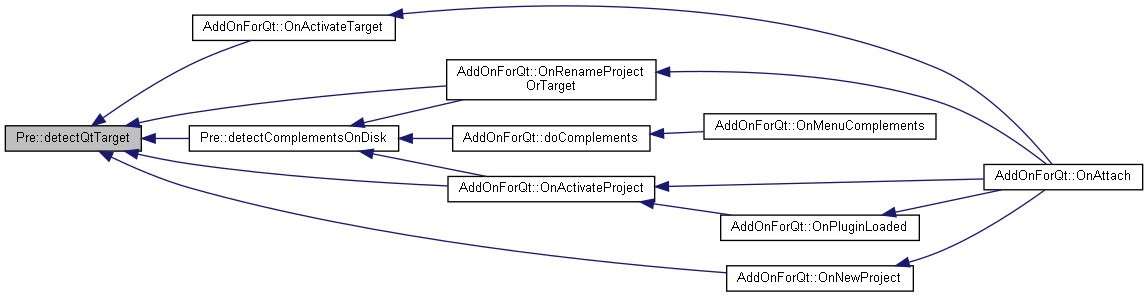 AddOnForQt::OnActivateTarget
AddOnForQt::OnRenameProject
OrTarget
Pre::detectQtTarget
Pre::detectComplementsOnDisk
AddOnForQt::doComplements
AddOnForQt::OnMenuComplements
AddOnForQt::OnActivateProject
AddOnForQt::OnAttach
AddOnForQt::OnPluginLoaded
AddOnForQt::OnNewProject